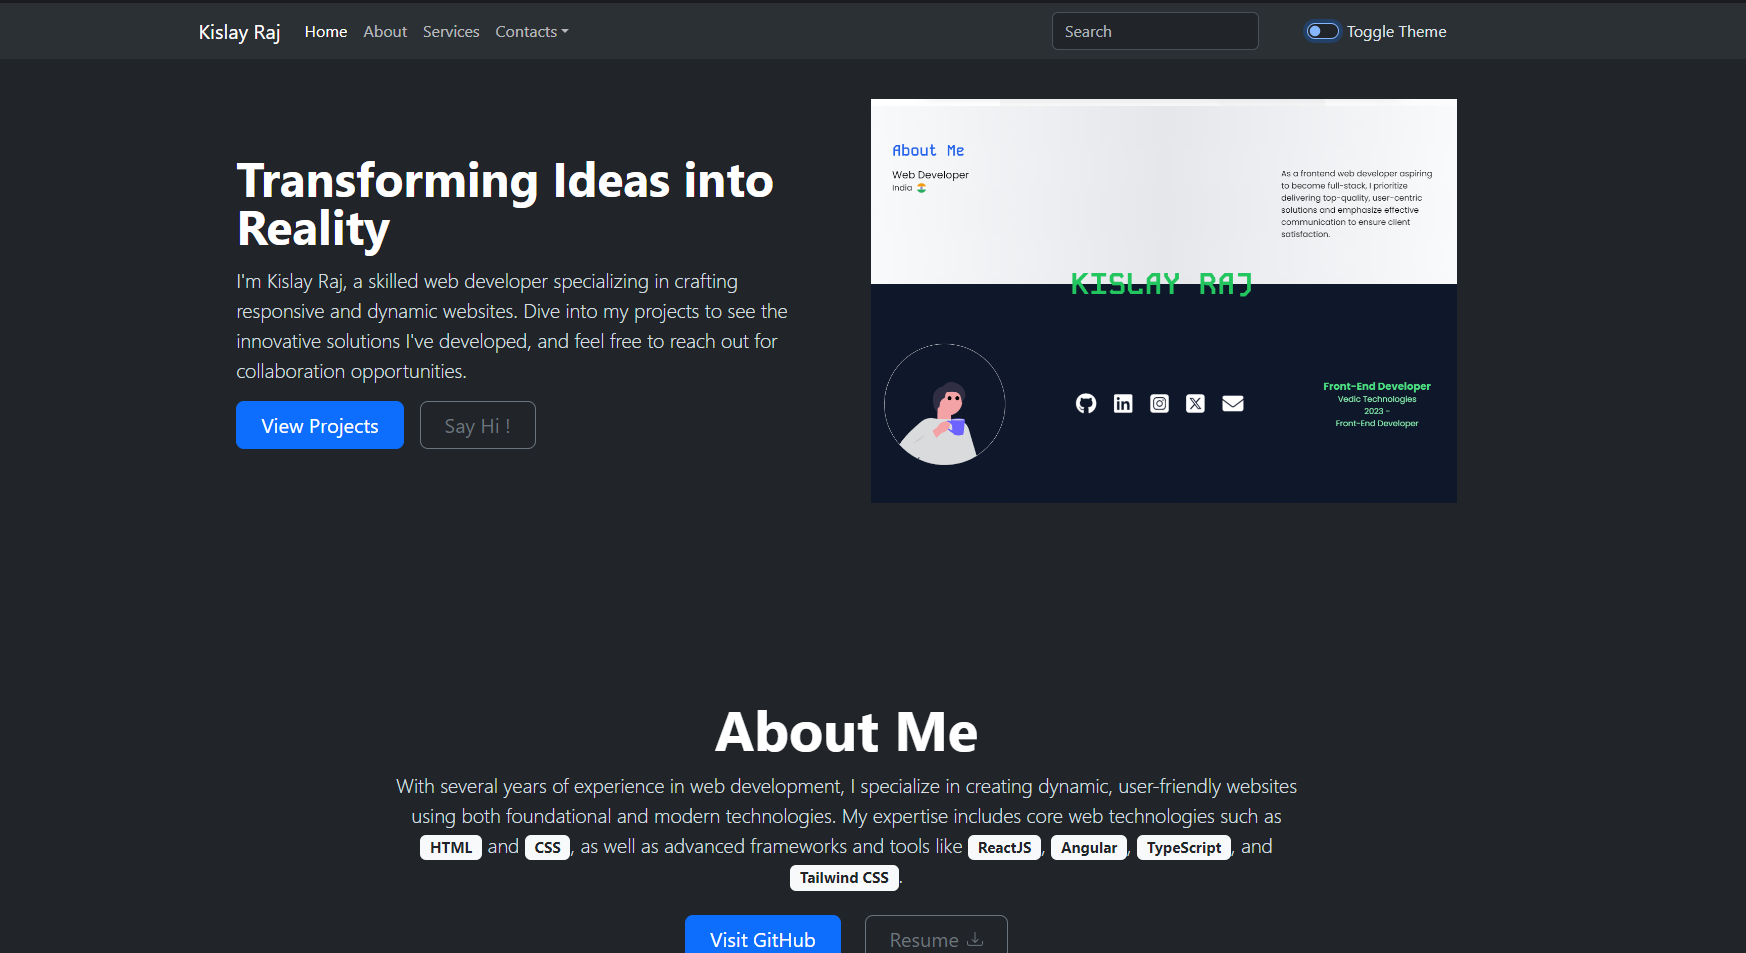 Kislay Raj Home About Services Contacts Search Toggle Theme
Transforming Ideas into
Reality
I'm Kislay Raj, a skilled web developer specializing in crafting
responsive and dynamic websites. Dive into my projects to see the
innovative solutions I've developed, and feel free to reach out for
collaboration opportunities.
View Projects Say Hi !
About Me
Web Developer
India
As a frontend web developer aspiring
to become full-stack, I prioritize
delivering top-quality, user-centric
solutions and emphasize effective
communication to ensure client
satisfaction.
KISLAY RAJ
Front-End Developer
Vedic Technologies
2023 -
Front-End Developer
About Me
With several years of experience in web development, I specialize in creating dynamic, user-friendly websites
using both foundational and modern technologies. My expertise includes core web technologies such as
HTML and CSS, as well as advanced frameworks and tools like ReactJS, Angular, TypeScript, and
Tailwind CSS.
Visit GitHub Resume